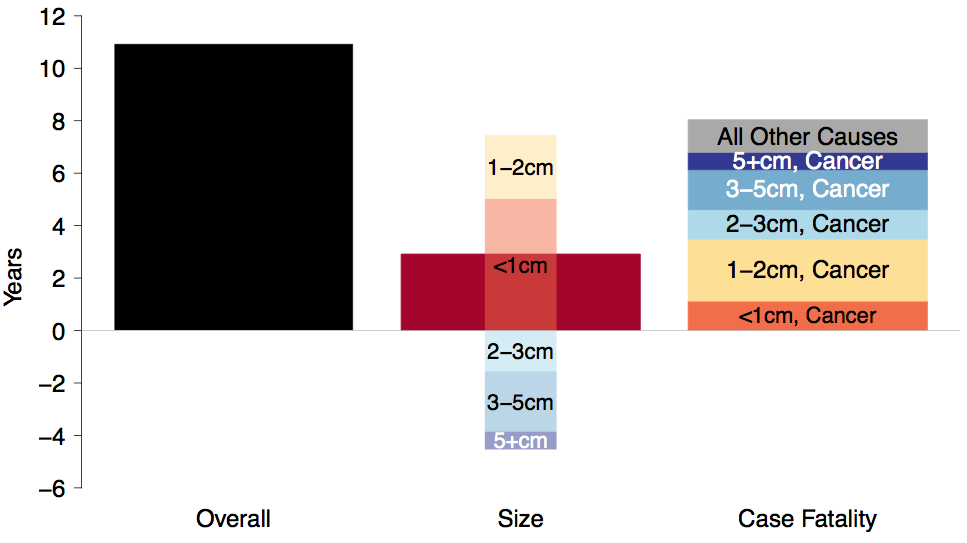 12
10
8
6
4
2
0
−2
−4
−6
Years
1−2cm
<1cm
2−3cm
3−5cm
5+cm
All Other Causes
5+cm, Cancer
3−5cm, Cancer
2−3cm, Cancer
1−2cm, Cancer
<1cm, Cancer
Overall
Size
Case Fatality